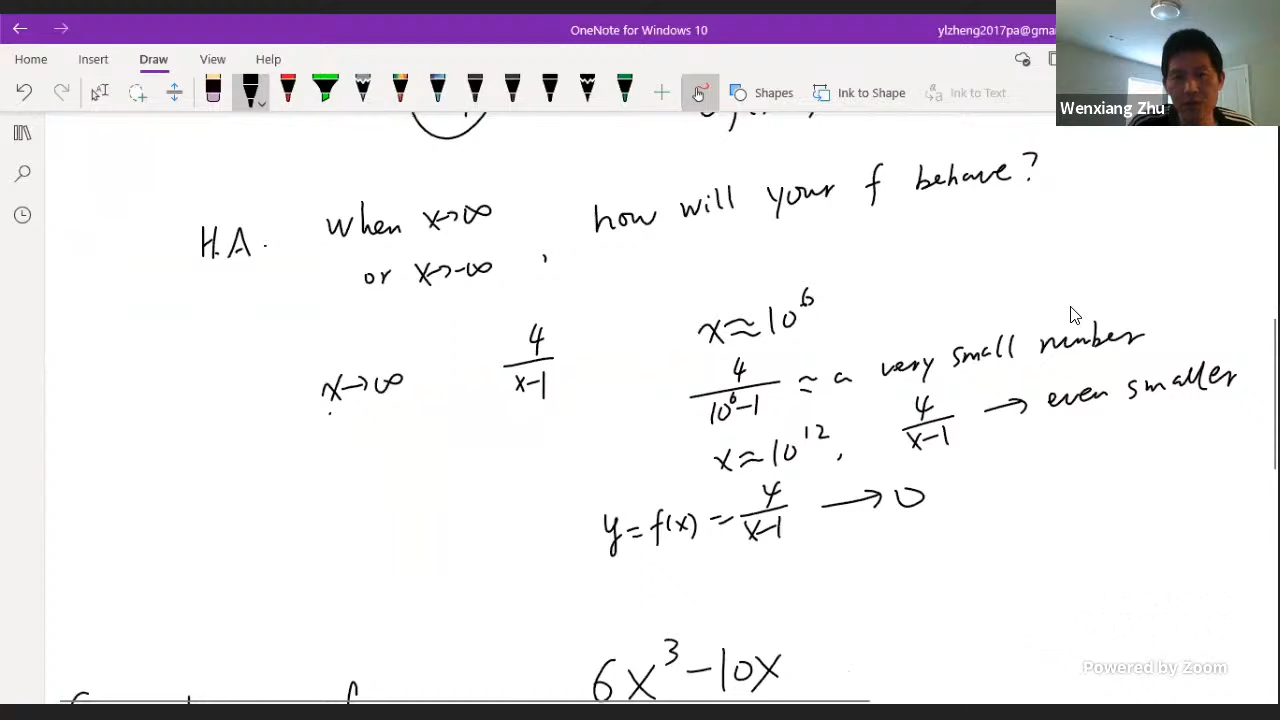 OneNote for Windows 10
ylzheng2017pa@gma
Home Insert Draw View Help
Shapes
Ink to Shape
Ink to Text
Wenxiang Zhu
H.A. When x→∞
or x→-∞ , how will your f behave?
x→∞
4/(x-1)
x≈10^6
4/(10^6-1) ≈ a very small number
x≈10^12, 4/(x-1) → even smaller
y=f(x)=4/(x-1) → 0
6x^3-10x
Powered by Zoom